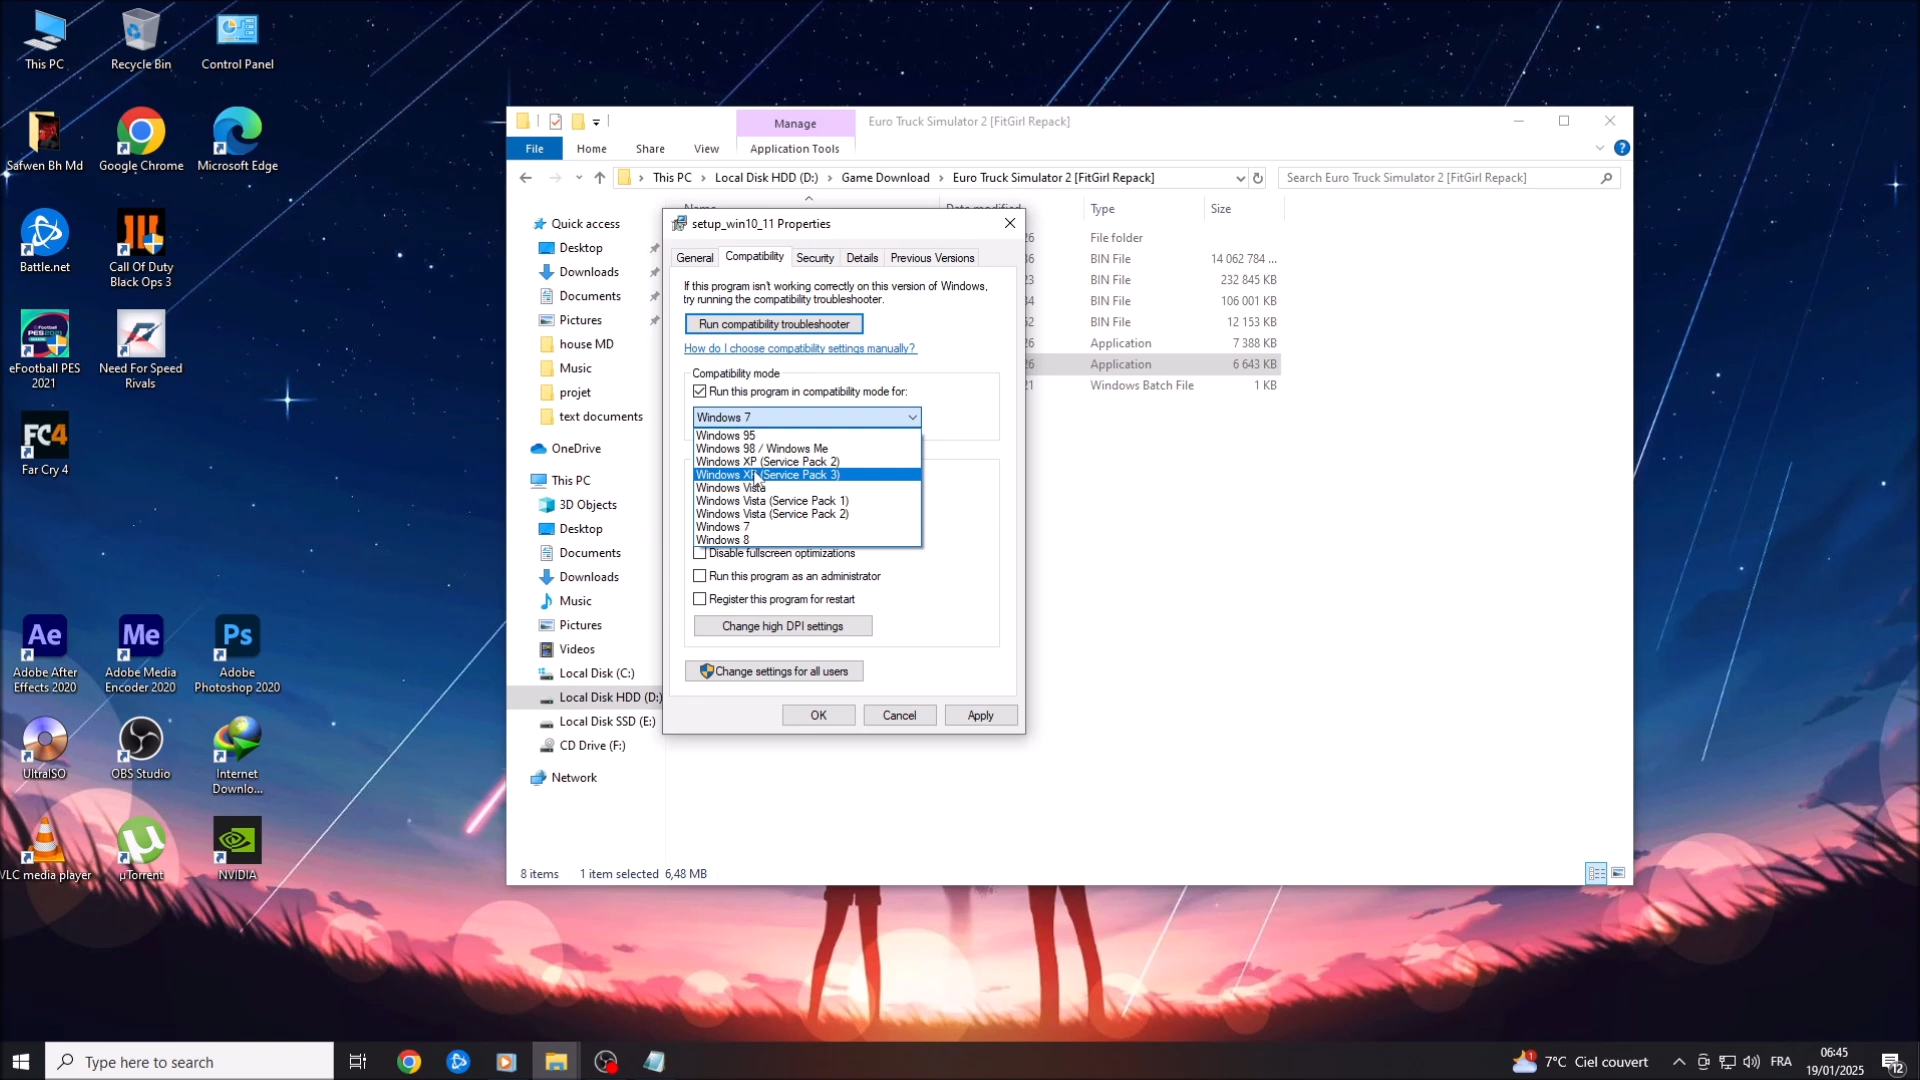 This PC
Recycle Bin
Control Panel
Safwen Bh Md
Google Chrome
Microsoft Edge
Battle.net
Call Of Duty
Black Ops 3
eFootball PES
2021
Need For Speed
Rivals
FC4
Far Cry 4
Ae
Me
Ps
Adobe After
Effects 2020
Adobe Media
Encoder 2020
Adobe
Photoshop 2020
UltraISO
OBS Studio
Internet
Downlo...
VLC media player
µTorrent
NVIDIA
Manage
Euro Truck Simulator 2 [FitGirl Repack]
File
Home
Share
View
Application Tools
This PC
Local Disk HDD (D:)
Game Download
Euro Truck Simulator 2 [FitGirl Repack]
Search Euro Truck Simulator 2 [FitGirl Repack]
Type
Size
File folder
BIN File
14 062 784 ...
BIN File
232 845 KB
BIN File
106 001 KB
BIN File
12 153 KB
Application
7 388 KB
Application
6 643 KB
Windows Batch File
1 KB
Quick access
Desktop
Downloads
Documents
Pictures
house MD
Music
projet
text documents
OneDrive
This PC
3D Objects
Desktop
Documents
Downloads
Music
Pictures
Videos
Local Disk (C:)
Local Disk HDD (D:)
Local Disk SSD (E:)
CD Drive (F:)
Network
8 items
1 item selected 6,48 MB
setup_win10_11 Properties
General
Compatibility
Security
Details
Previous Versions
If this program isn't working correctly on this version of Windows,
try running the compatibility troubleshooter.
Run compatibility troubleshooter
How do I choose compatibility settings manually?
Compatibility mode
Run this program in compatibility mode for:
Windows 7
Windows 95
Windows 98 / Windows Me
Windows XP (Service Pack 2)
Windows XP (Service Pack 3)
Windows Vista
Windows Vista (Service Pack 1)
Windows Vista (Service Pack 2)
Windows 7
Windows 8
Disable fullscreen optimizations
Run this program as an administrator
Register this program for restart
Change high DPI settings
Change settings for all users
OK
Cancel
Apply
Type here to search
7°C Ciel couvert
FRA
06:45
19/01/2025
12